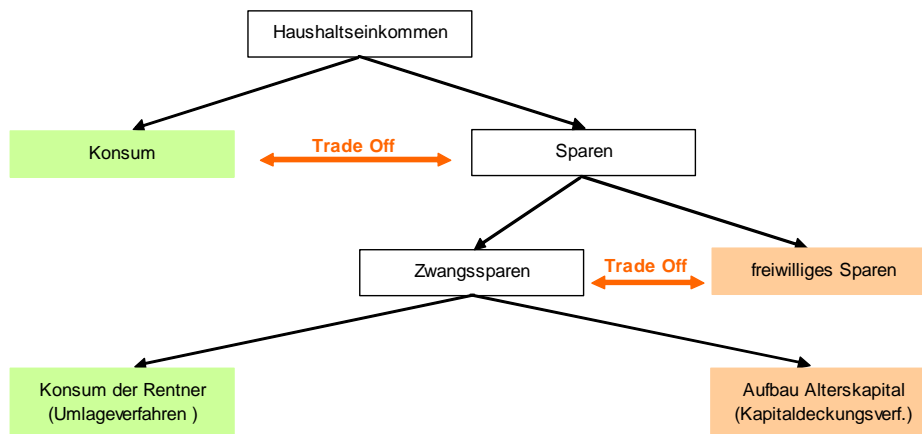 Haushaltseinkommen
Konsum
Trade Off
Sparen
Zwangssparen
Trade Off
freiwilliges Sparen
Konsum der Rentner
(Umlageverfahren )
Aufbau Alterskapital
(Kapitaldeckungsverf.)